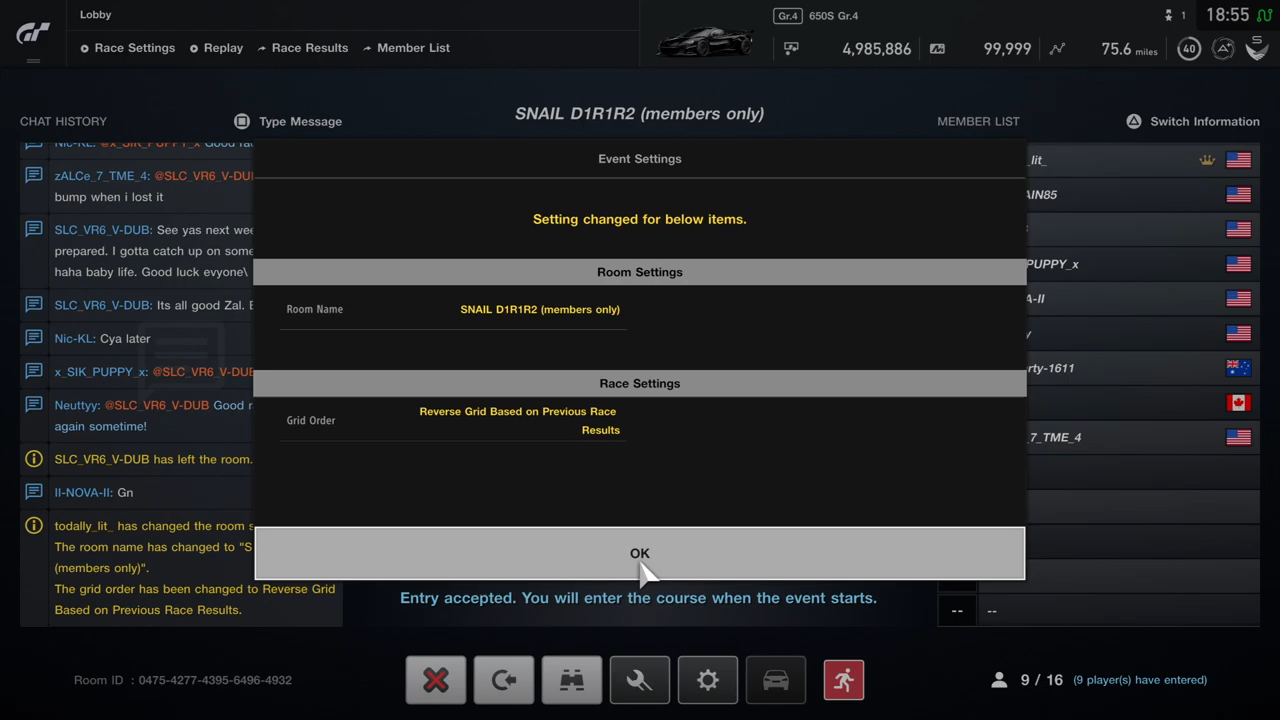 Lobby
Gr.4 650S Gr.4
1 18:55
Race Settings Replay Race Results Member List
4,985,886 99,999 75.6 miles 40 A+ S
SNAIL D1R1R2 (members only)
CHAT HISTORY Type Message
MEMBER LIST Switch Information
zALCe_7_TME_4: @SLC_VR6_V-DU
bump when i lost it
SLC_VR6_V-DUB: See yas next wee
prepared. I gotta catch up on some
haha baby life. Good luck evyone\
SLC_VR6_V-DUB: Its all good Zal.
Nic-KL: Cya later
x_SIK_PUPPY_x: @SLC_VR6_V-DUB
Neuttyy: @SLC_VR6_V-DUB Good
again sometime!
SLC_VR6_V-DUB has left the room.
II-NOVA-II: Gn
todally_lit_ has changed the room s
The room name has changed to "S
(members only)".
The grid order has been changed to Reverse Grid
Based on Previous Race Results.
Event Settings
Setting changed for below items.
Room Settings
Room Name SNAIL D1R1R2 (members only)
Race Settings
Grid Order Reverse Grid Based on Previous Race
Results
OK
Entry accepted. You will enter the course when the event starts.
_lit_
AIN85
PUPPY_x
A-II
y
rty-1611
_7_TME_4
-- --
Room ID : 0475-4277-4395-6496-4932
9 / 16 (9 player(s) have entered)